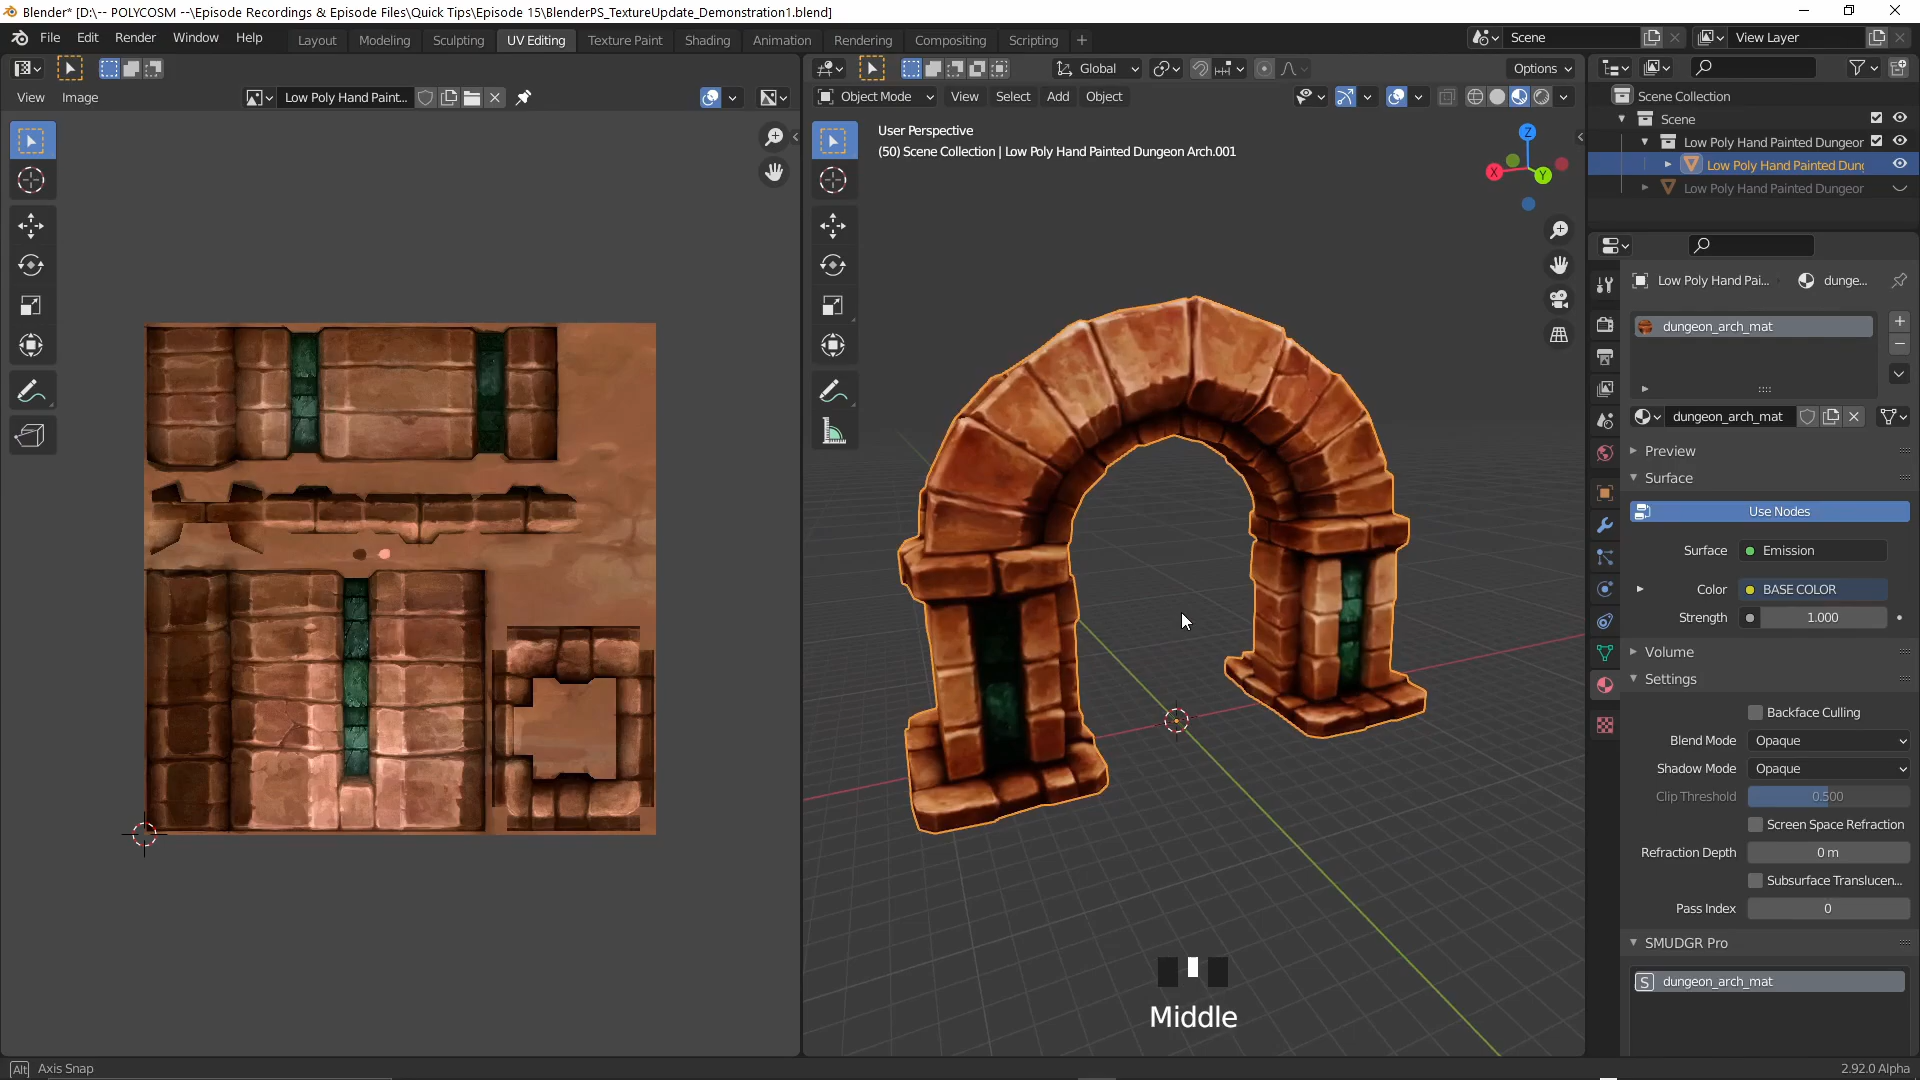 Blender* [D:\-- POLYCOSM --\Episode Recordings & Episode Files\Quick Tips\Episode 15\BlenderPS_TextureUpdate_Demonstration1.blend]
File Edit Render Window Help
Layout Modeling Sculpting UV Editing Texture Paint Shading Animation Rendering Compositing Scripting +
Scene
View Layer
Global
Options
View Image
Low Poly Hand Paint...
Object Mode View Select Add Object
User Perspective
(50) Scene Collection | Low Poly Hand Painted Dungeon Arch.001
Z
X
Y
Scene Collection
Scene
Low Poly Hand Painted Dungeor
Low Poly Hand Painted Dung
Low Poly Hand Painted Dungeor
Low Poly Hand Pai...
dunge...
dungeon_arch_mat
dungeon_arch_mat
Preview
Surface
Use Nodes
Surface Emission
Color BASE COLOR
Strength 1.000
Volume
Settings
Backface Culling
Blend Mode Opaque
Shadow Mode Opaque
Clip Threshold 0.500
Screen Space Refraction
Refraction Depth 0 m
Subsurface Translucen...
Pass Index 0
SMUDGR Pro
S dungeon_arch_mat
Middle
Alt Axis Snap
2.92.0 Alpha